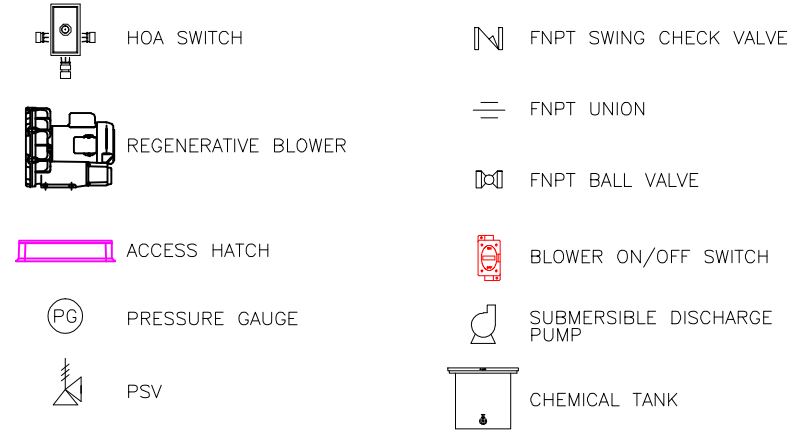 HOA SWITCH
REGENERATIVE BLOWER
ACCESS HATCH
PG
PRESSURE GAUGE
PSV
FNPT SWING CHECK VALVE
FNPT UNION
FNPT BALL VALVE
BLOWER ON/OFF SWITCH
SUBMERSIBLE DISCHARGE
PUMP
CHEMICAL TANK